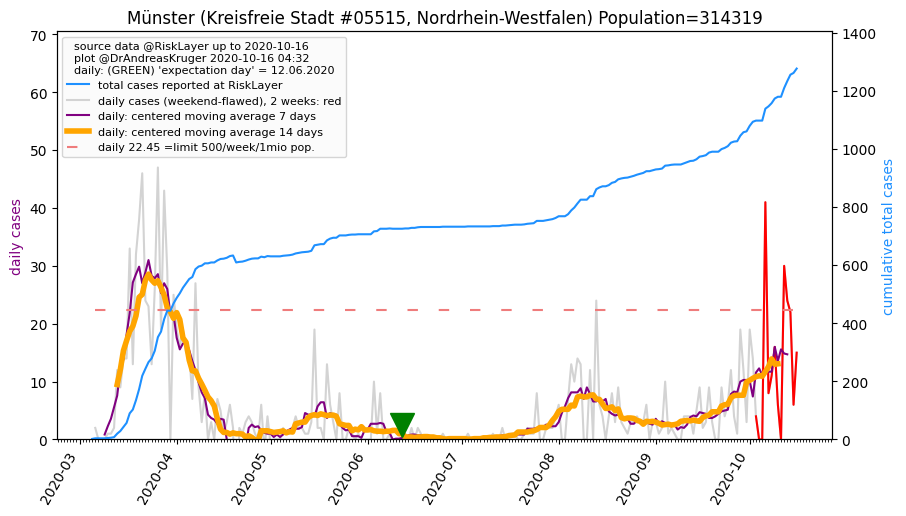 Münster (Kreisfreie Stadt #05515, Nordrhein-Westfalen) Population=314319
source data @RiskLayer up to 2020-10-16
plot @DrAndreasKruger 2020-10-16 04:32
daily: (GREEN) 'expectation day' = 12.06.2020
total cases reported at RiskLayer
daily cases (weekend-flawed), 2 weeks: red
daily: centered moving average 7 days
daily: centered moving average 14 days
daily 22.45 =limit 500/week/1mio pop.
daily cases
70
60
50
40
30
20
10
0
1400
1200
1000
800
600
400
200
0
cumulative total cases
2020-03
2020-04
2020-05
2020-06
2020-07
2020-08
2020-09
2020-10